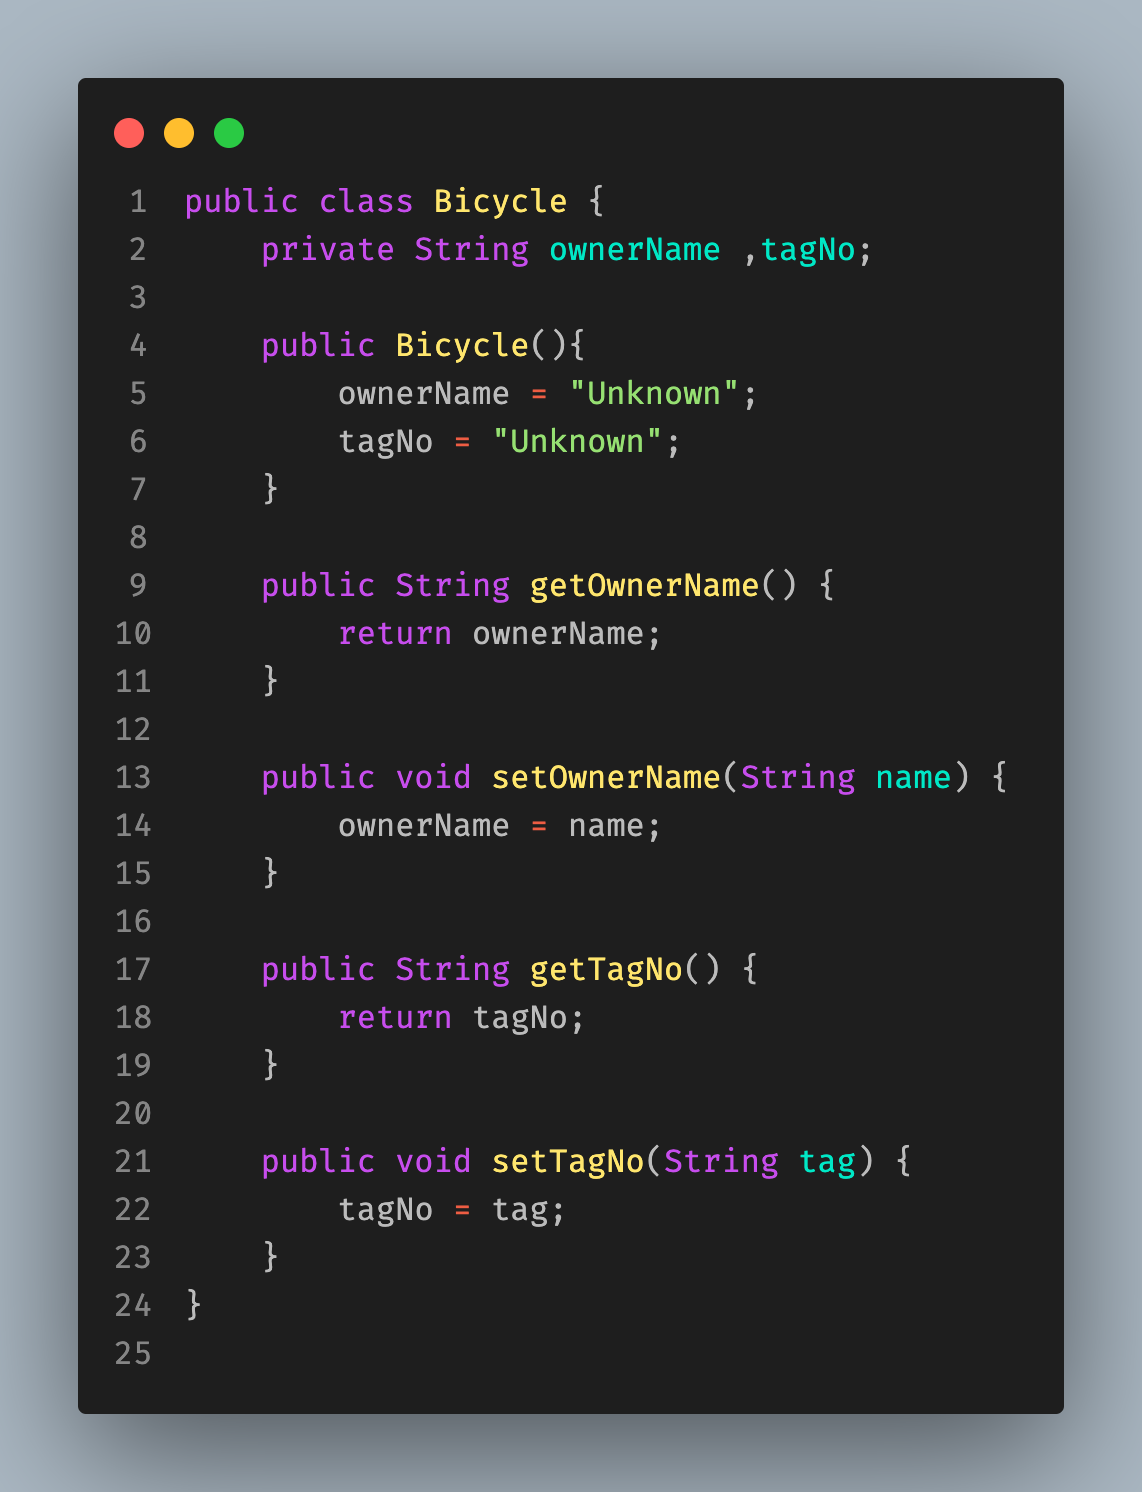 1 public class Bicycle {
2     private String ownerName ,tagNo;
3
4     public Bicycle(){
5         ownerName = "Unknown";
6         tagNo = "Unknown";
7     }
8
9     public String getOwnerName() {
10         return ownerName;
11     }
12
13     public void setOwnerName(String name) {
14         ownerName = name;
15     }
16
17     public String getTagNo() {
18         return tagNo;
19     }
20
21     public void setTagNo(String tag) {
22         tagNo = tag;
23     }
24 }
25